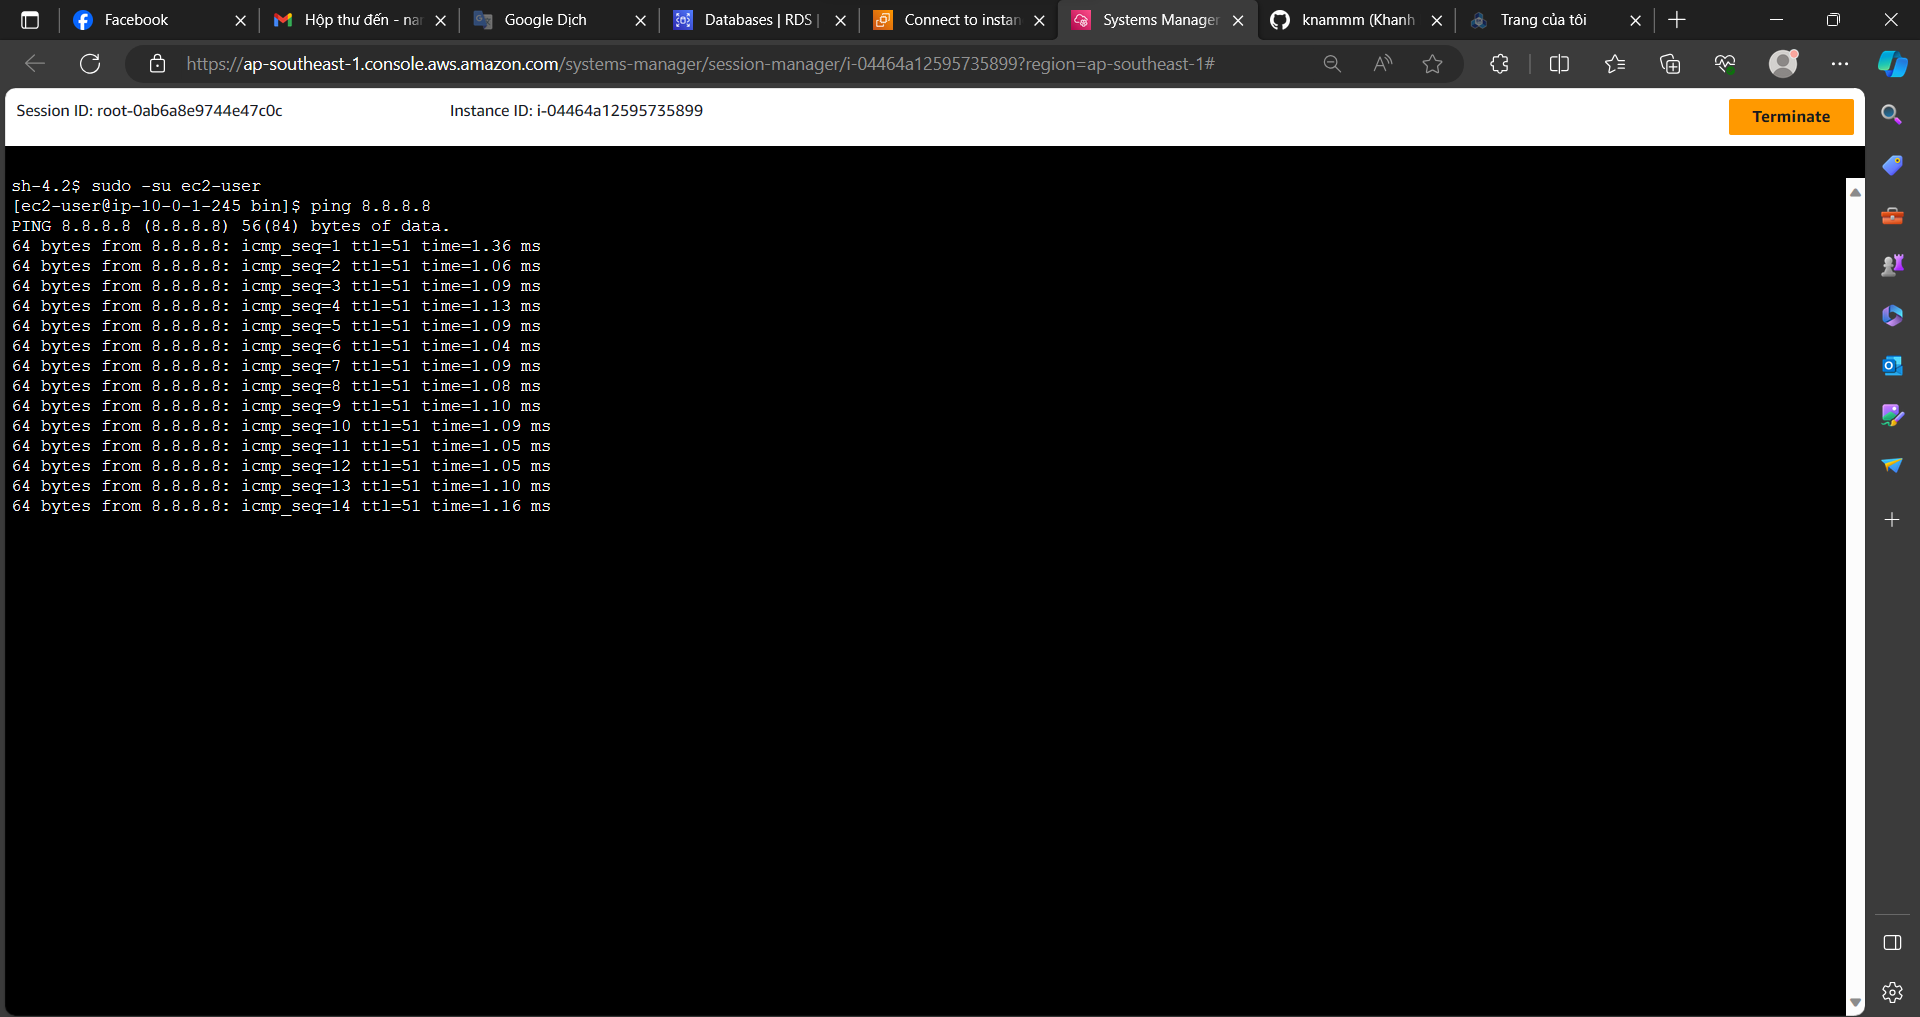 Facebook
Hộp thư đến - nan
Google Dịch
Databases | RDS |
Connect to instan
Systems Manager
knammm (Khanh
Trang của tôi
https://ap-southeast-1.console.aws.amazon.com/systems-manager/session-manager/i-04464a12595735899?region=ap-southeast-1#
Session ID: root-0ab6a8e9744e47c0c
Instance ID: i-04464a12595735899
Terminate
sh-4.2$ sudo -su ec2-user
[ec2-user@ip-10-0-1-245 bin]$ ping 8.8.8.8
PING 8.8.8.8 (8.8.8.8) 56(84) bytes of data.
64 bytes from 8.8.8.8: icmp_seq=1 ttl=51 time=1.36 ms
64 bytes from 8.8.8.8: icmp_seq=2 ttl=51 time=1.06 ms
64 bytes from 8.8.8.8: icmp_seq=3 ttl=51 time=1.09 ms
64 bytes from 8.8.8.8: icmp_seq=4 ttl=51 time=1.13 ms
64 bytes from 8.8.8.8: icmp_seq=5 ttl=51 time=1.09 ms
64 bytes from 8.8.8.8: icmp_seq=6 ttl=51 time=1.04 ms
64 bytes from 8.8.8.8: icmp_seq=7 ttl=51 time=1.09 ms
64 bytes from 8.8.8.8: icmp_seq=8 ttl=51 time=1.08 ms
64 bytes from 8.8.8.8: icmp_seq=9 ttl=51 time=1.10 ms
64 bytes from 8.8.8.8: icmp_seq=10 ttl=51 time=1.09 ms
64 bytes from 8.8.8.8: icmp_seq=11 ttl=51 time=1.05 ms
64 bytes from 8.8.8.8: icmp_seq=12 ttl=51 time=1.05 ms
64 bytes from 8.8.8.8: icmp_seq=13 ttl=51 time=1.10 ms
64 bytes from 8.8.8.8: icmp_seq=14 ttl=51 time=1.16 ms